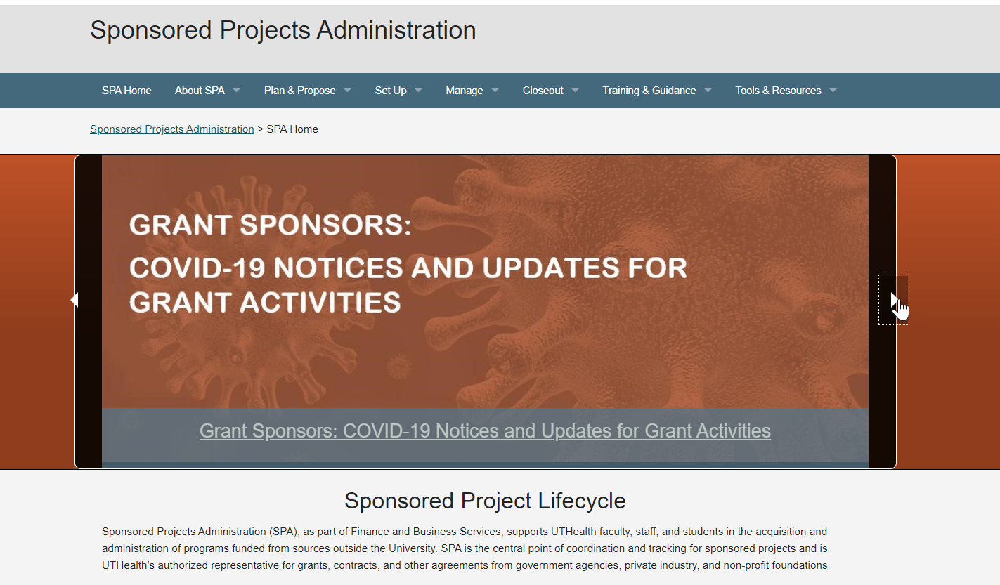 Sponsored Projects Administration
SPA Home About SPA Plan & Propose Set Up Manage Closeout Training & Guidance Tools & Resources
Sponsored Projects Administration > SPA Home
GRANT SPONSORS:
COVID-19 NOTICES AND UPDATES FOR
GRANT ACTIVITIES
Grant Sponsors: COVID-19 Notices and Updates for Grant Activities
Sponsored Project Lifecycle
Sponsored Projects Administration (SPA), as part of Finance and Business Services, supports UTHealth faculty, staff, and students in the acquisition and
administration of programs funded from sources outside the University. SPA is the central point of coordination and tracking for sponsored projects and is
UTHealth’s authorized representative for grants, contracts, and other agreements from government agencies, private industry, and non-profit foundations.